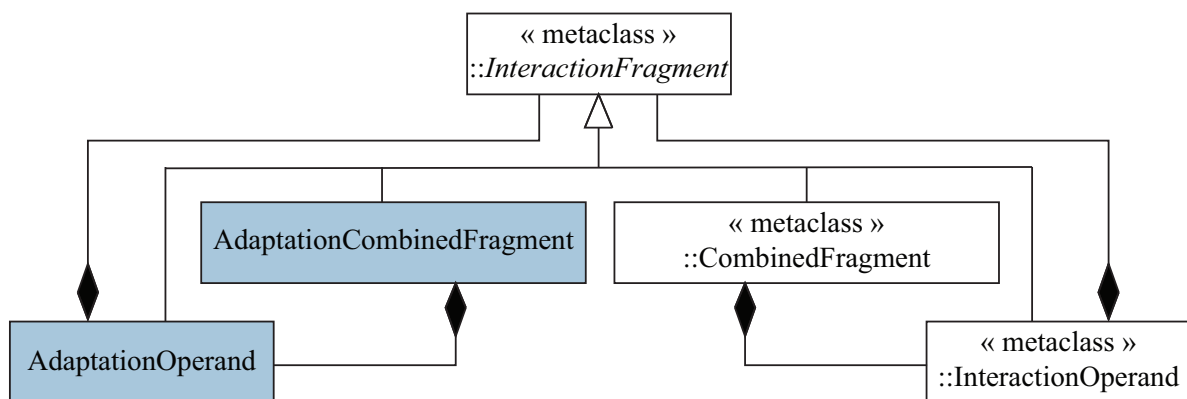 « metaclass »
::InteractionFragment
AdaptationCombinedFragment
« metaclass »
::CombinedFragment
AdaptationOperand
« metaclass »
::InteractionOperand